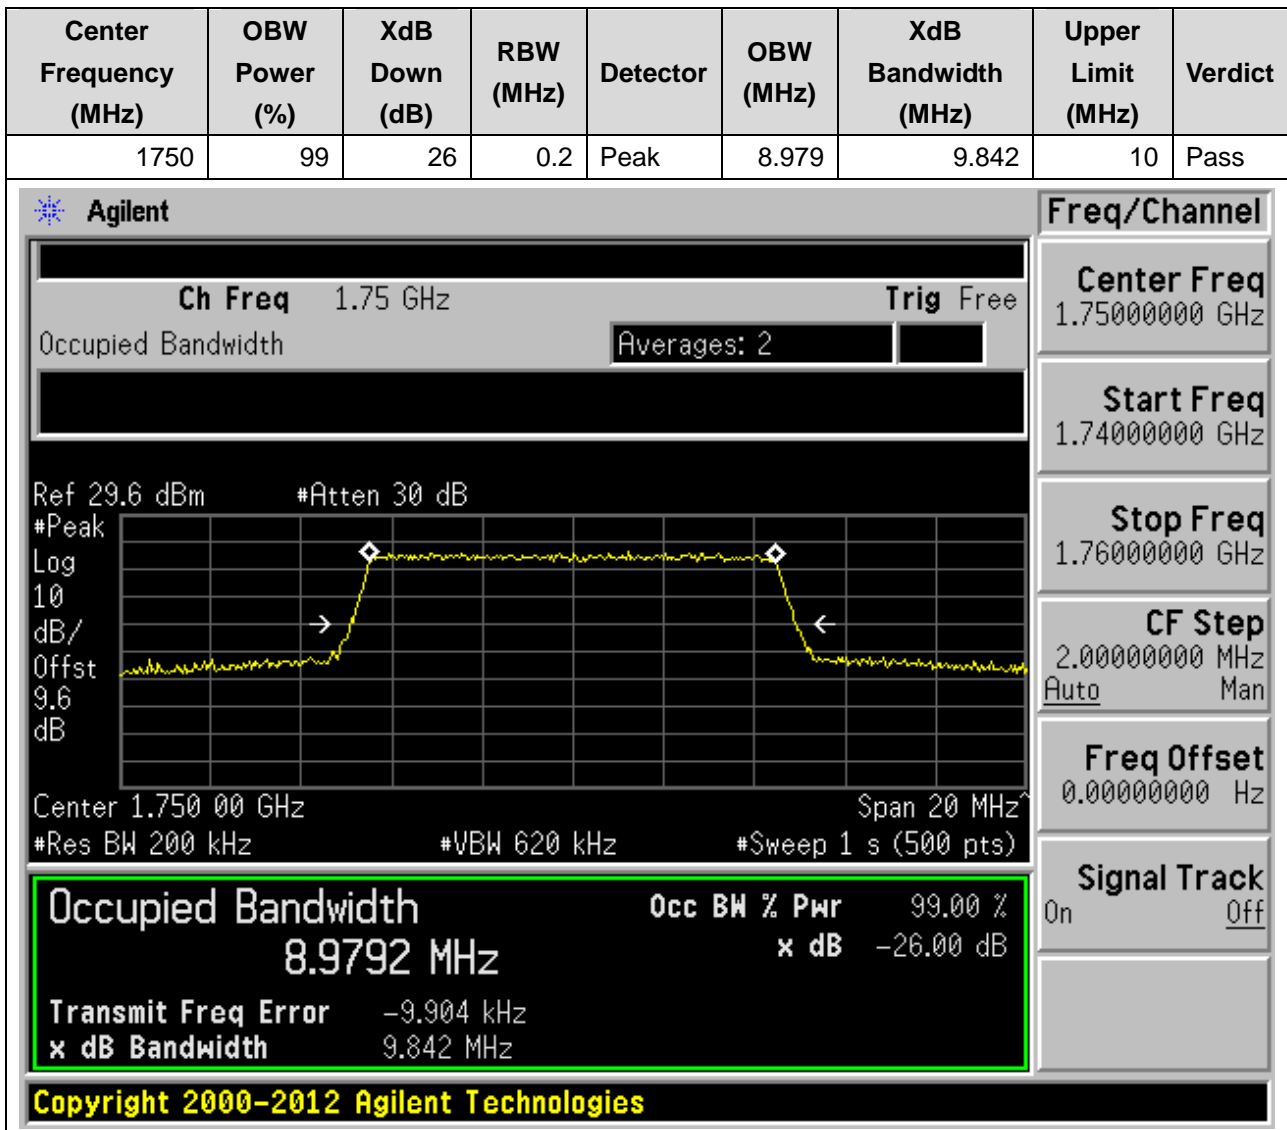 Center Frequency (MHz) OBW Power (%) XdB Down (dB) RBW (MHz) Detector OBW (MHz) XdB Bandwidth (MHz) Upper Limit (MHz) Verdict
1750 99 26 0.2 Peak 8.979 9.842 10 Pass
Agilent
Ch Freq 1.75 GHz Trig Free
Occupied Bandwidth Averages: 2
Ref 29.6 dBm #Atten 30 dB
#Peak
Log
10
dB/
Offst
9.6
dB
Center 1.750 00 GHz Span 20 MHz^
#Res BW 200 kHz #VBW 620 kHz #Sweep 1 s (500 pts)
Occupied Bandwidth Occ BW % Pwr 99.00 %
8.9792 MHz x dB -26.00 dB
Transmit Freq Error -9.904 kHz
x dB Bandwidth 9.842 MHz
Copyright 2000-2012 Agilent Technologies
Freq/Channel
Center Freq
1.75000000 GHz
Start Freq
1.74000000 GHz
Stop Freq
1.76000000 GHz
CF Step
2.00000000 MHz
Auto Man
Freq Offset
0.00000000 Hz
Signal Track
On Off